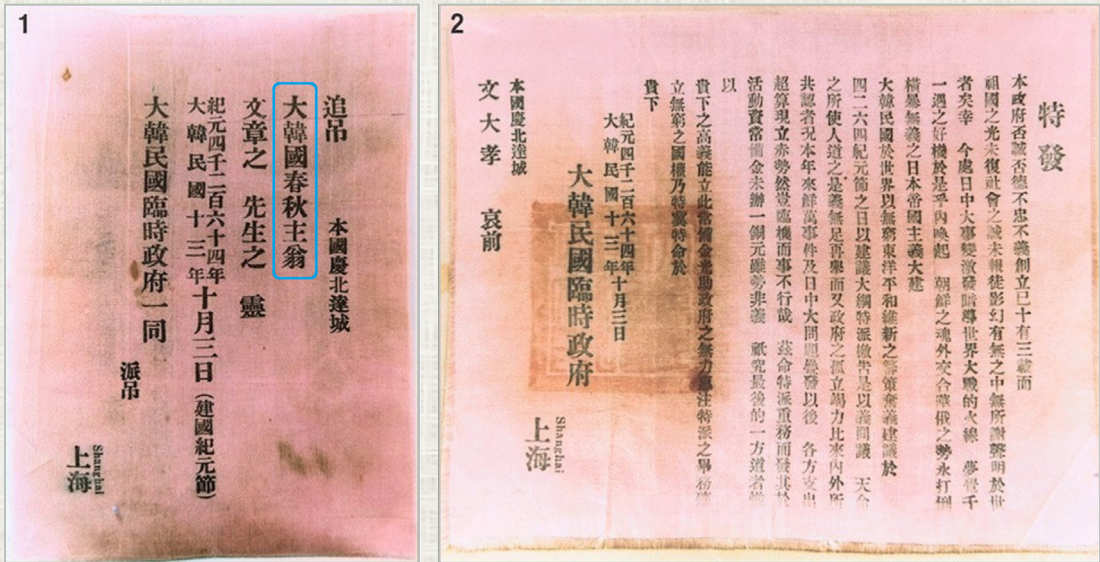 1
追吊
本國慶北達城
大韓國春秋主翁
文章之 先生之 靈
紀元四千二百六十四年
大韓民國十三年
十月三日(建國紀元節)
大韓民國臨時政府一同
派吊
Shanghai
上海
2
特發
本政府否誠否德不忠不義創立已十有三載而
祖國之光未復社會之誠未報徒影幻有無之中無所謝聲明於世
者矣幸 今處日中大事變激發暗導世界大戰的火線 夢覺千
一遇之好機於是乎內喚起 朝鮮之魂外交合華俄之勢永打倒
橫暴無義之日本帝國主義大建
大韓民國於世界以無窮東洋平和維新之警策奮義建議於
四二六四紀元節之日以建議大綱特派檄告是以義問議 天命
之所使人道之是義無足再擧而又政府之孤立竭力比來內外所
共認者況本年來鮮萬事件及日中大問題疊發以後 各方支出
超算現立赤勢然豈臨機而事不行哉 茲命特派重務而發其於
活動資常備金未辦一銅元雖勢非義 祇究最後的一方道者惟
以
貴下之高義能立此常備金光助政府之無力 注特派之畢務
立無窮之國權乃特冀特命於
貴下
紀元四千二百六十四年
大韓民國十三年
十月三日
大韓民國臨時政府
Shanghai
上海
本國慶北達城
文大孝 哀前